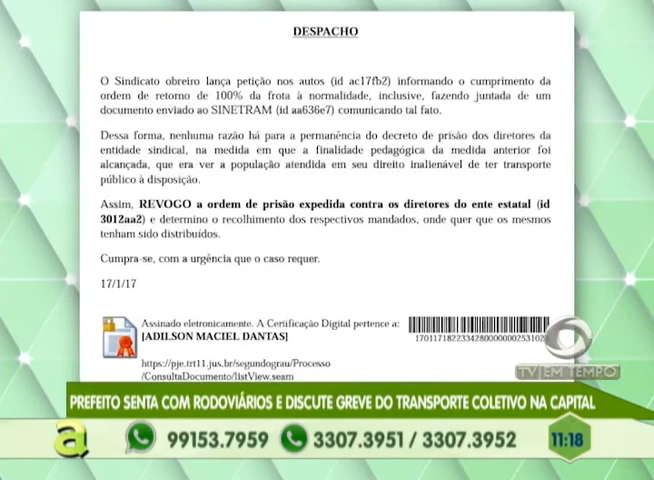 DESPACHO
O Sindicato obreiro lança petição nos autos (id ac17fb2) informando o cumprimento da
ordem de retorno de 100% da frota à normalidade, inclusive, fazendo juntada de um
documento enviado ao SINETRAM (id aa636e7) comunicando tal fato.
Dessa forma, nenhuma razão há para a permanência do decreto de prisão dos diretores da
entidade sindical, na medida em que a finalidade pedagógica da medida anterior foi
alcançada, que era ver a população atendida em seu direito inalienável de ter transporte
público à disposição.
Assim, REVOGO a ordem de prisão expedida contra os diretores do ente estatal (id
3012aa2) e determino o recolhimento dos respectivos mandados, onde quer que os mesmos
tenham sido distribuídos.
Cumpra-se, com a urgência que o caso requer.
17/1/17
Assinado eletronicamente. A Certificação Digital pertence a:
[ADILSON MACIEL DANTAS]
https://pje.trt11.jus.br/segundograu/Processo
/ConsultaDocumento/listView.seam
TV EM TEMPO
PREFEITO SENTA COM RODOVIÁRIOS E DISCUTE GREVE DO TRANSPORTE COLETIVO NA CAPITAL
a 99153.7959 3307.3951 / 3307.3952 11:18